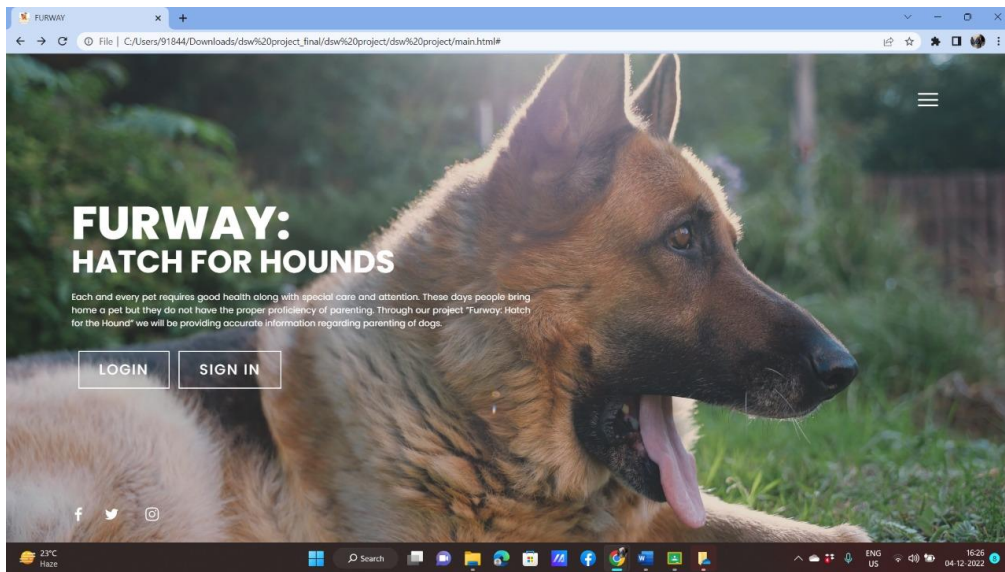 FURWAY
File | C:/Users/91844/Downloads/dsw%20project_final/dsw%20project/dsw%20project/main.html#
FURWAY:
HATCH FOR HOUNDS
Each and every pet requires good health along with special care and attention. These days people bring
home a pet but they do not have the proper proficiency of parenting. Through our project "Furway: Hatch
for the Hound" we will be providing accurate information regarding parenting of dogs.
LOGIN SIGN IN
23°C
Haze
Search
ENG
US
16:26
04-12-2022